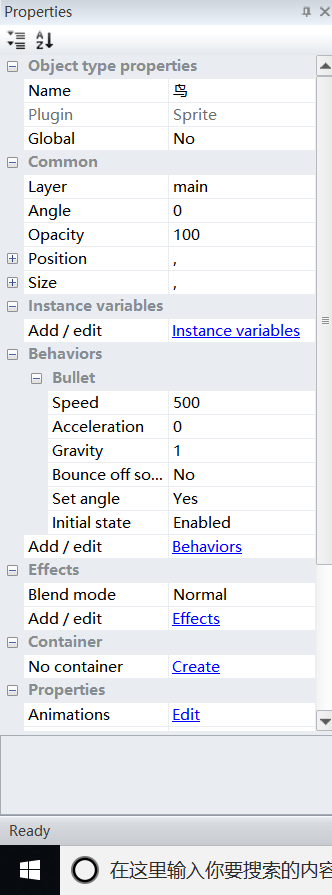 Properties
Object type properties
Name 鸟
Plugin Sprite
Global No
Common
Layer main
Angle 0
Opacity 100
Position ,
Size ,
Instance variables
Add / edit Instance variables
Behaviors
Bullet
Speed 500
Acceleration 0
Gravity 1
Bounce off so... No
Set angle Yes
Initial state Enabled
Add / edit Behaviors
Effects
Blend mode Normal
Add / edit Effects
Container
No container Create
Properties
Animations Edit
Ready
在这里输入你要搜索的内容